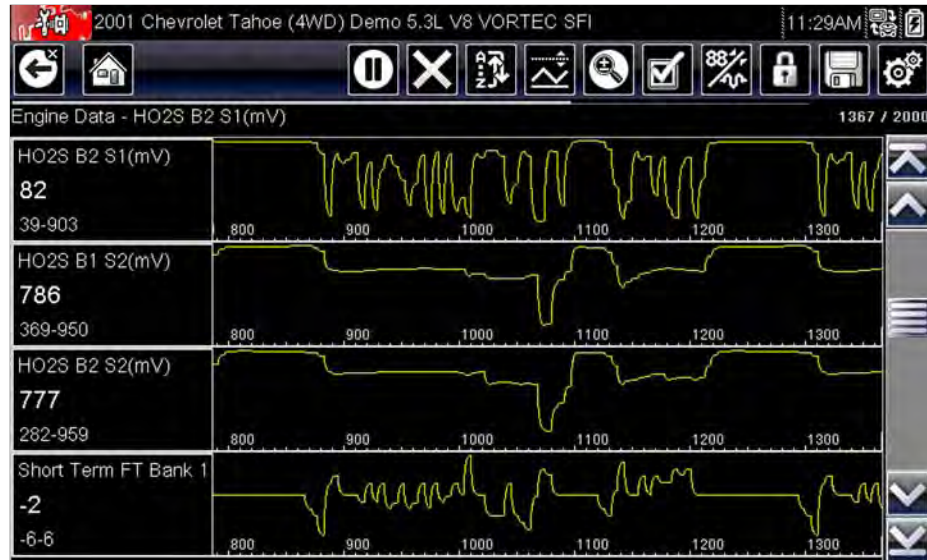 2001 Chevrolet Tahoe (4WD) Demo 5.3L V8 VORTEC SFI 11:29AM
Engine Data - HO2S B2 S1(mV) 1367 / 2000
HO2S B2 S1(mV)
82
39-903
800 900 1000 1100 1200 1300
HO2S B1 S2(mV)
786
369-950
800 900 1000 1100 1200 1300
HO2S B2 S2(mV)
777
282-959
800 900 1000 1100 1200 1300
Short Term FT Bank 1
-2
-6-6
800 900 1000 1100 1200 1300